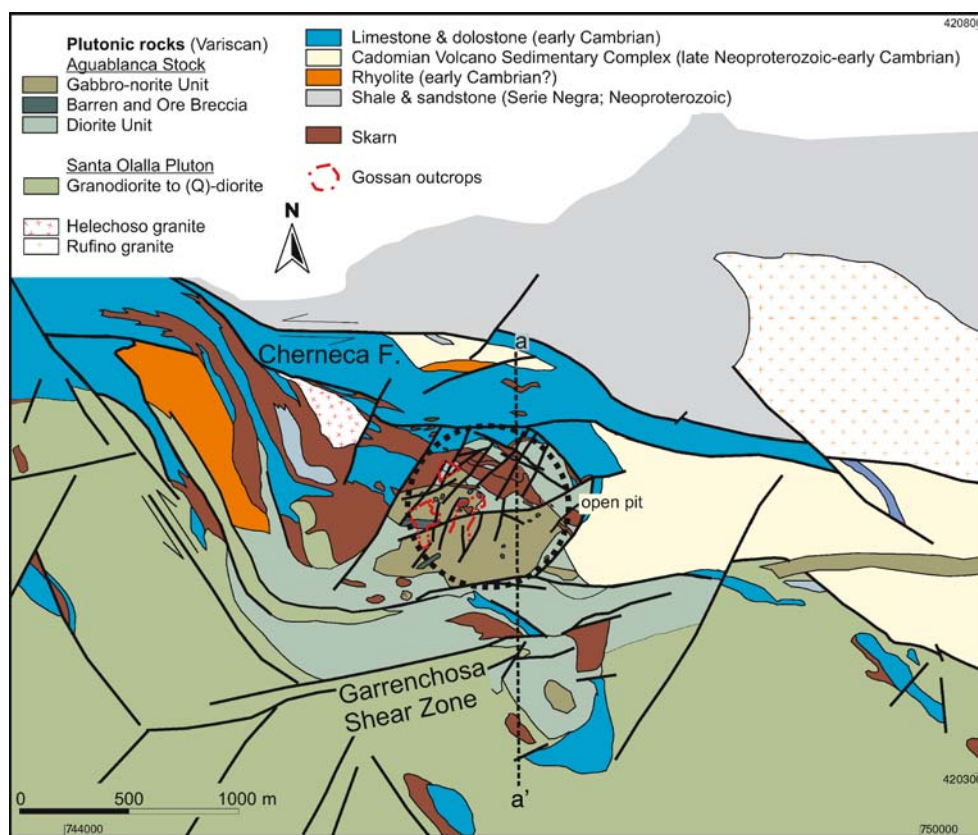 420800
Plutonic rocks (Variscan)
Aguablanca Stock
Gabbro-norite Unit
Barren and Ore Breccia
Diorite Unit
Santa Olalla Pluton
Granodiorite to (Q)-diorite
Helechoso granite
Rufino granite
Limestone & dolostone (early Cambrian)
Cadomian Volcano Sedimentary Complex (late Neoproterozoic-early Cambrian)
Rhyolite (early Cambrian?)
Shale & sandstone (Serie Negra; Neoproterozoic)
Skarn
Gossan outcrops
N
Cherneca F.
a
open pit
Garrenchosa
Shear Zone
a'
420300
0 500 1000 m
744000
750000